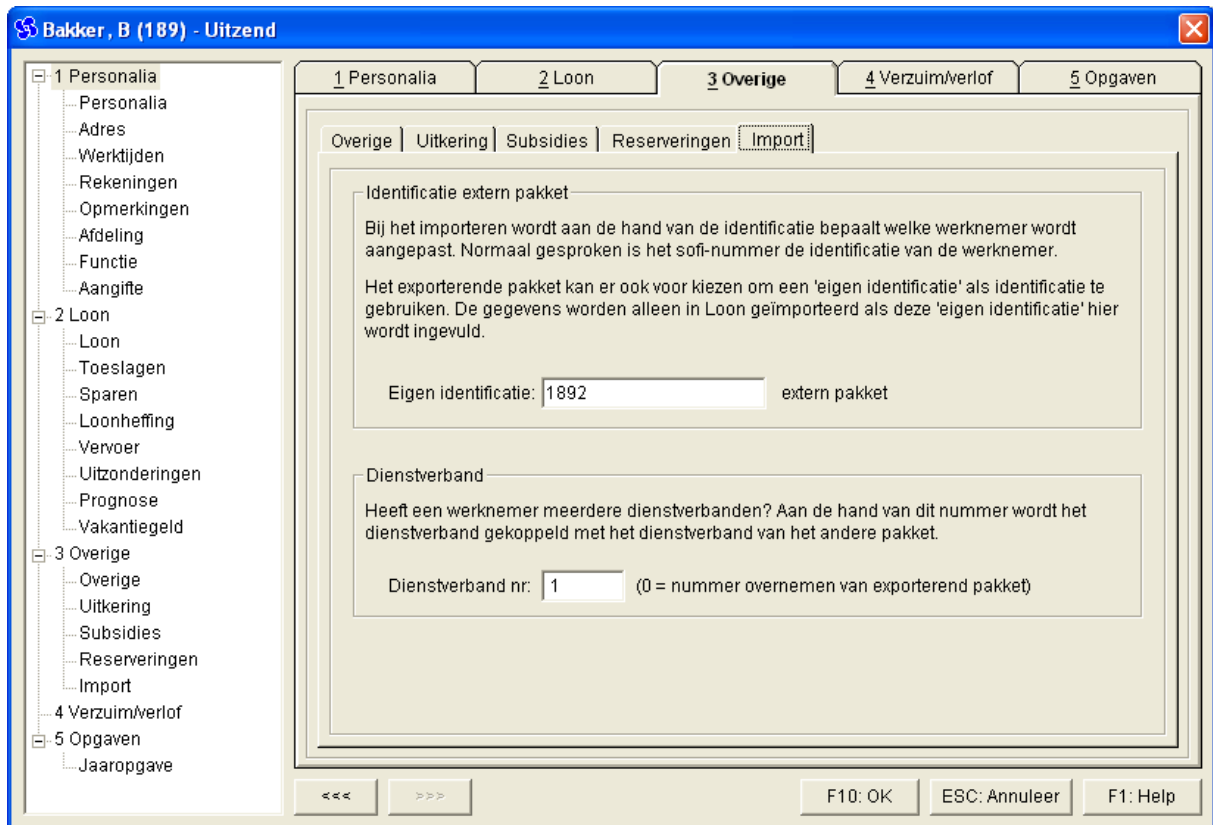 Bakker, B (189) - Uitzend
1 Personalia
Personalia
Adres
Werktijden
Rekeningen
Opmerkingen
Afdeling
Functie
Aangifte
2 Loon
Loon
Toeslagen
Sparen
Loonheffing
Vervoer
Uitzonderingen
Prognose
Vakantiegeld
3 Overige
Overige
Uitkering
Subsidies
Reserveringen
Import
4 Verzuim/verlof
5 Opgaven
Jaaropgave
1 Personalia 2 Loon 3 Overige 4 Verzuim/verlof 5 Opgaven
Overige Uitkering Subsidies Reserveringen Import
Identificatie extern pakket
Bij het importeren wordt aan de hand van de identificatie bepaalt welke werknemer wordt
aangepast. Normaal gesproken is het sofi-nummer de identificatie van de werknemer.
Het exporterende pakket kan er ook voor kiezen om een 'eigen identificatie' als identificatie te
gebruiken. De gegevens worden alleen in Loon geïmporteerd als deze 'eigen identificatie' hier
wordt ingevuld.
Eigen identificatie: 1892 extern pakket
Dienstverband
Heeft een werknemer meerdere dienstverbanden? Aan de hand van dit nummer wordt het
dienstverband gekoppeld met het dienstverband van het andere pakket.
Dienstverband nr: 1 (0 = nummer overnemen van exporterend pakket)
<<< >>> F10: OK ESC: Annuleer F1: Help